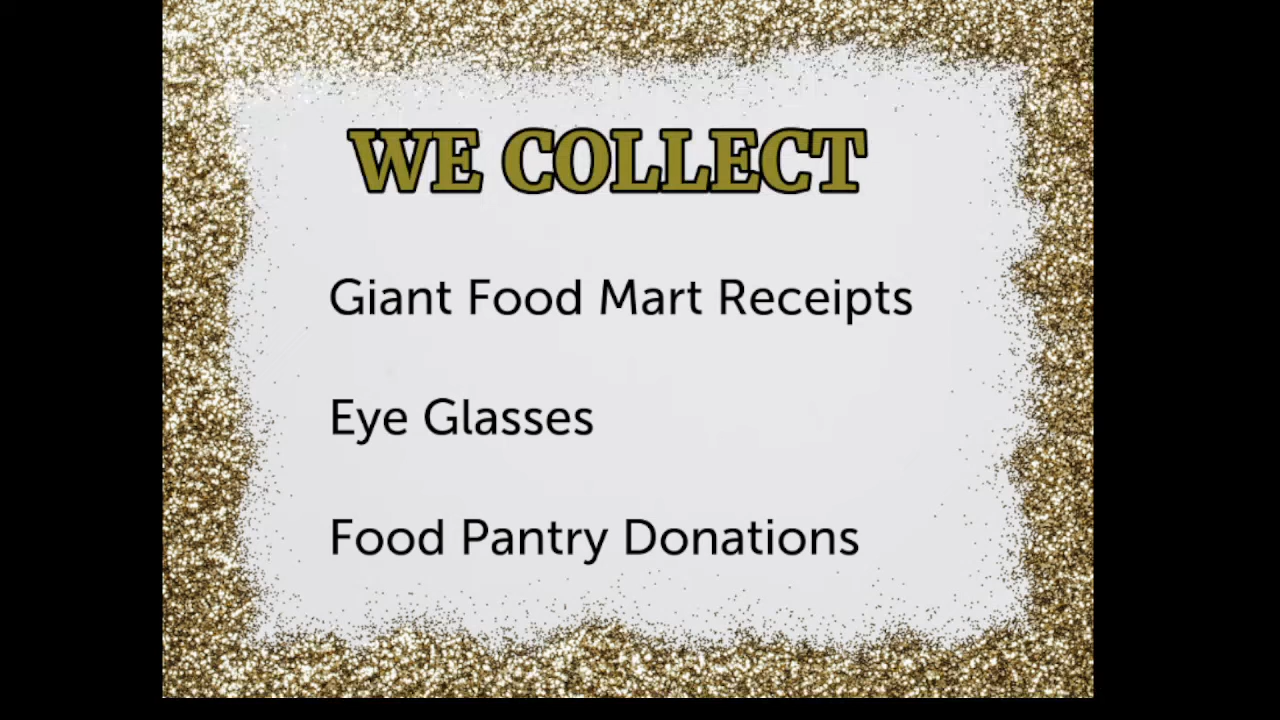 WE COLLECT
Giant Food Mart Receipts
Eye Glasses
Food Pantry Donations